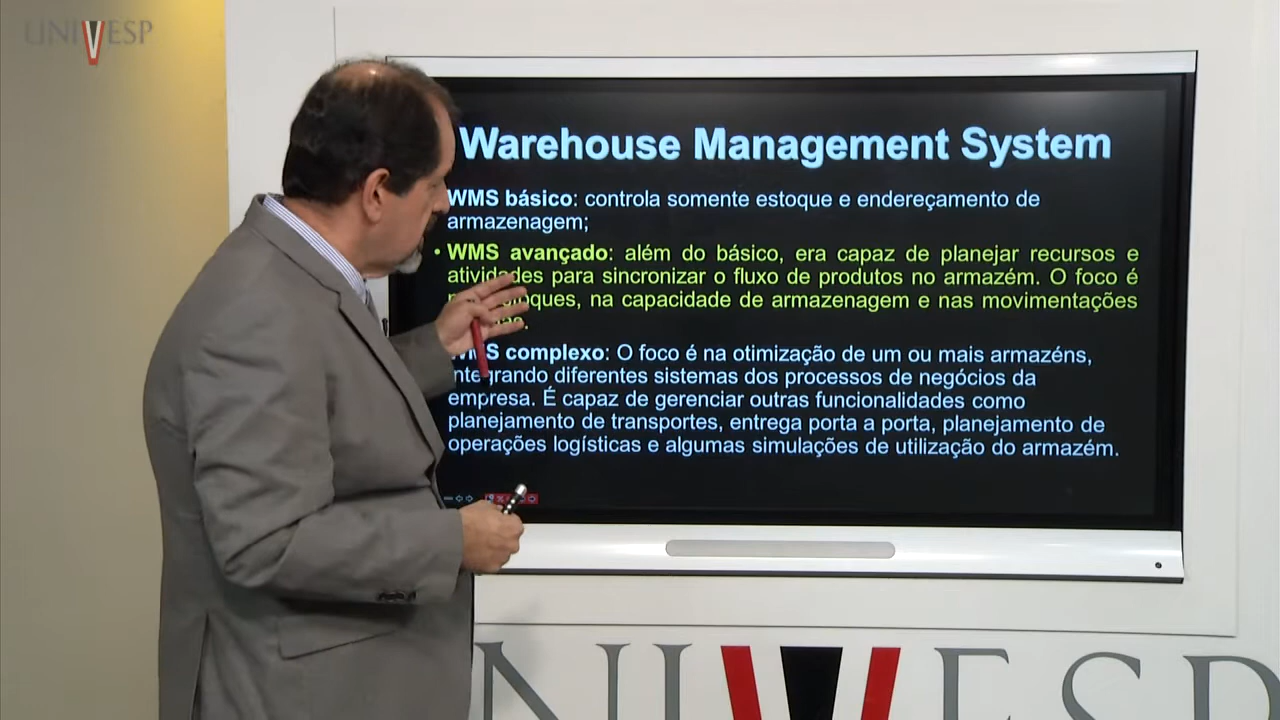 UNIVESP
Warehouse Management System
WMS básico: controla somente estoque e endereçamento de
armazenagem;
• WMS avançado: além do básico, era capaz de planejar recursos e
atividades para sincronizar o fluxo de produtos no armazém. O foco é
na capacidade de armazenagem e nas movimentações
WMS complexo: O foco é na otimização de um ou mais armazéns,
integrando diferentes sistemas dos processos de negócios da
empresa. É capaz de gerenciar outras funcionalidades como
planejamento de transportes, entrega porta a porta, planejamento de
operações logísticas e algumas simulações de utilização do armazém.
UNIVESP